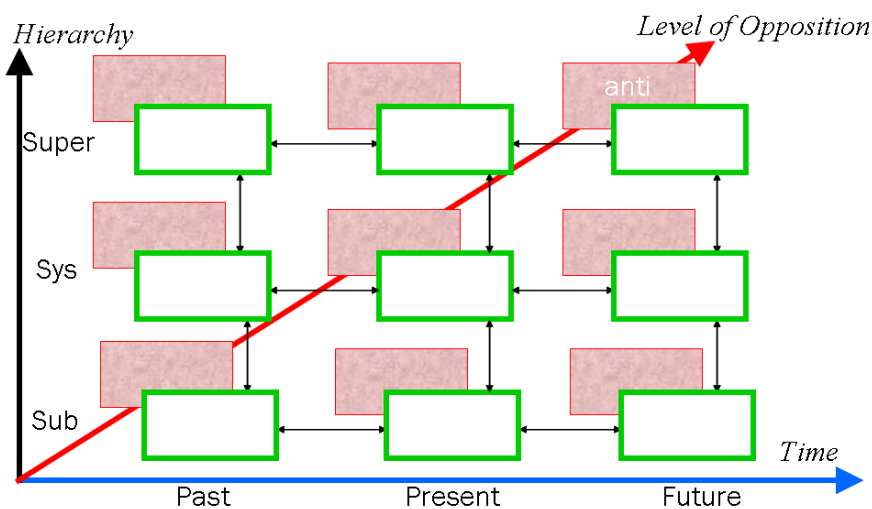 Hierarchy
Level of Opposition
anti
Super
Sys
Sub
Time
Past Present Future